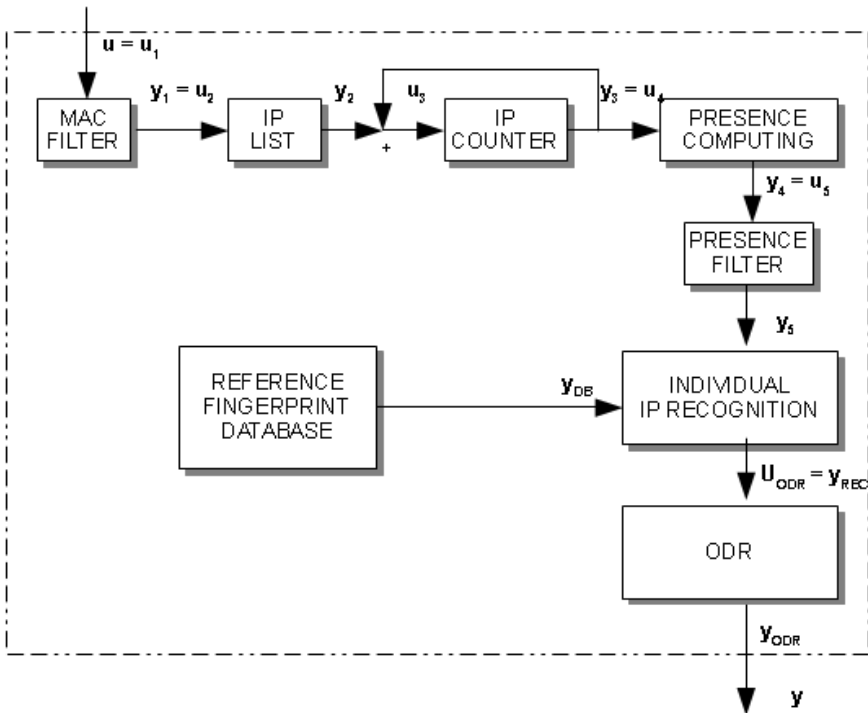 u = u1
y1 = u2
y2
u3
y3 = u4
MAC
FILTER
IP
LIST
+
IP
COUNTER
PRESENCE
COMPUTING
y4 = u5
PRESENCE
FILTER
y5
REFERENCE
FINGERPRINT
DATABASE
yDB
INDIVIDUAL
IP RECOGNITION
UODR = yREC
ODR
yODR
y